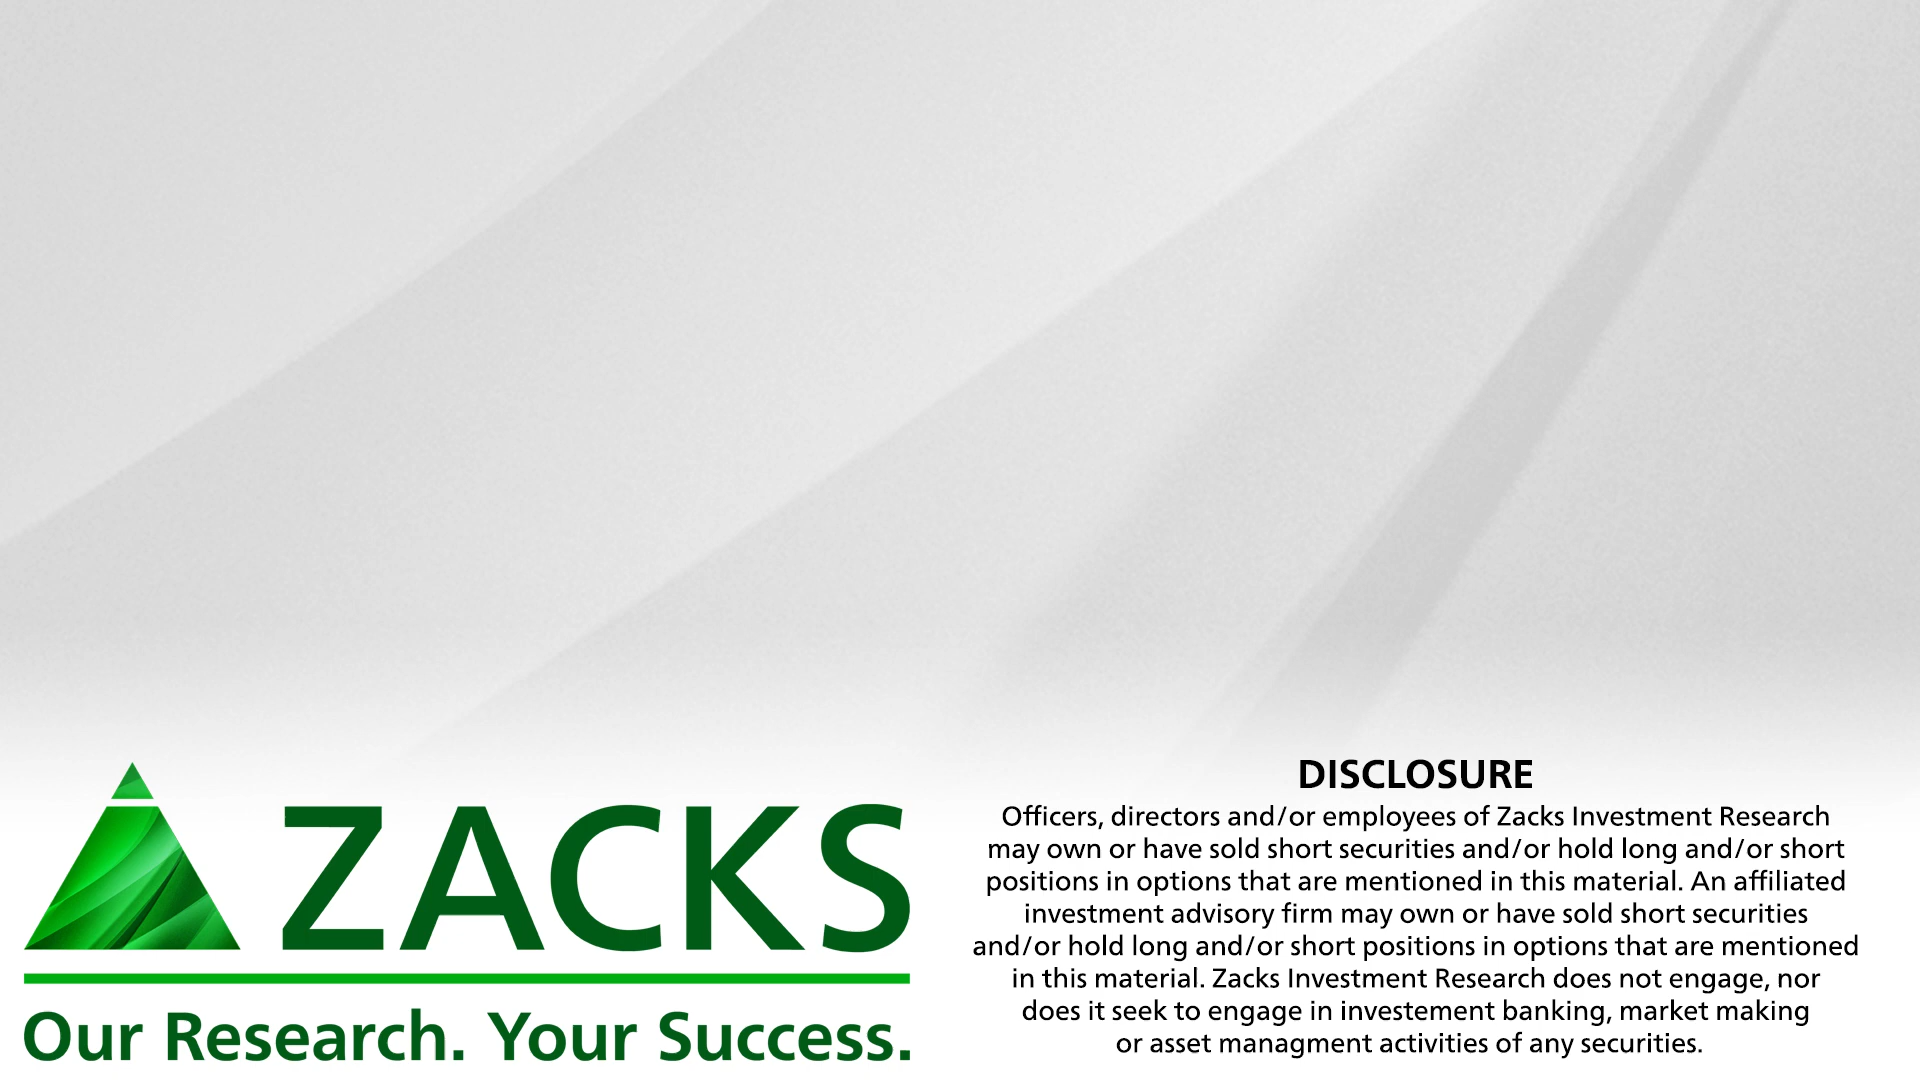 ZACKS
Our Research. Your Success.
DISCLOSURE
Officers, directors and/or employees of Zacks Investment Research
may own or have sold short securities and/or hold long and/or short
positions in options that are mentioned in this material. An affiliated
investment advisory firm may own or have sold short securities
and/or hold long and/or short positions in options that are mentioned
in this material. Zacks Investment Research does not engage, nor
does it seek to engage in investement banking, market making
or asset managment activities of any securities.